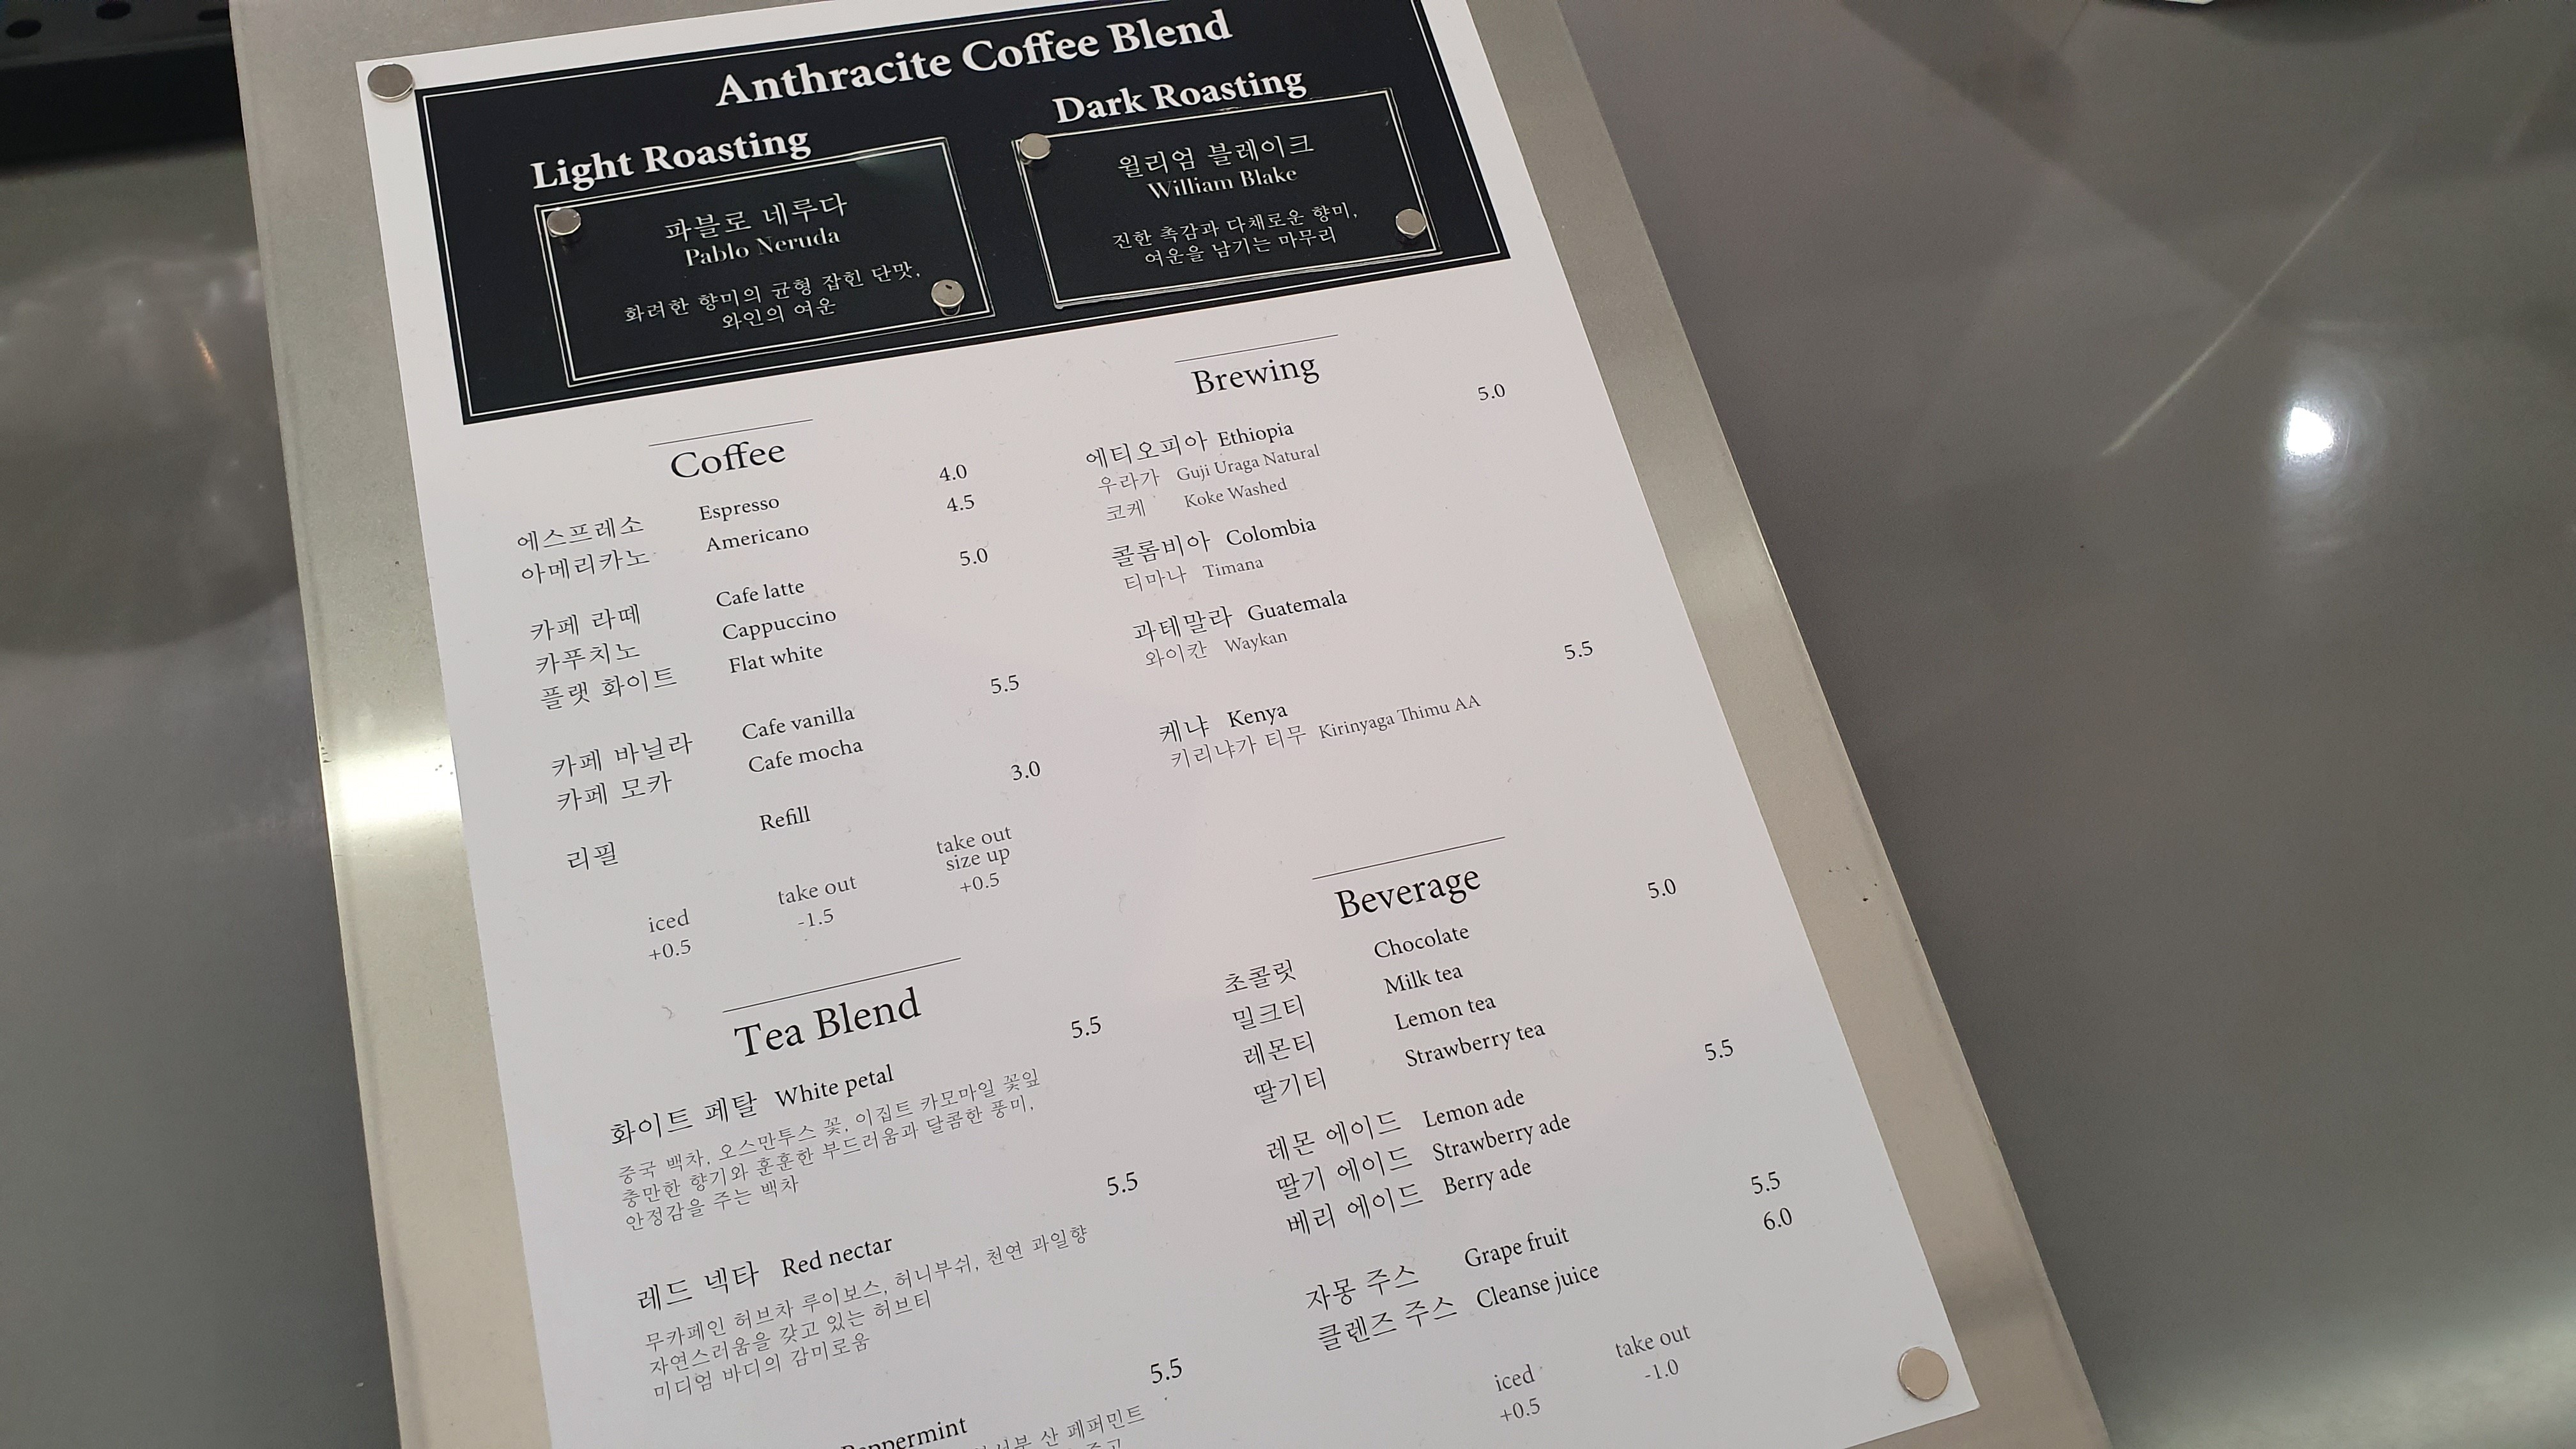 Anthracite Coffee Blend
Light Roasting
파블로 네루다
Pablo Neruda
화려한 향미의 균형 잡힌 단맛,
와인의 여운
Dark Roasting
윌리엄 블레이크
William Blake
진한 촉감과 다채로운 향미,
여운을 남기는 마무리
Coffee
에스프레소 Espresso 4.0
아메리카노 Americano 4.5
카페 라떼 Cafe latte 5.0
카푸치노 Cappuccino
플랫 화이트 Flat white
카페 바닐라 Cafe vanilla 5.5
카페 모카 Cafe mocha
리필 Refill 3.0
iced
+0.5
take out
-1.5
take out
size up
+0.5
Tea Blend
화이트 페탈 White petal 5.5
중국 백차, 오스만투스 꽃, 이집트 카모마일 꽃잎
충만한 향기와 훈훈한 부드러움과 달콤한 풍미,
안정감을 주는 백차
레드 넥타 Red nectar 5.5
무카페인 허브차 루이보스, 허니부쉬, 천연 과일향
자연스러움을 갖고 있는 허브티
미디엄 바디의 감미로움
Peppermint 5.5
산 페퍼민트
Brewing
에티오피아 Ethiopia 5.0
우라가 Guji Uraga Natural
코케 Koke Washed
콜롬비아 Colombia
티마나 Timana
과테말라 Guatemala
와이칸 Waykan
케냐 Kenya 5.5
키리냐가 티무 Kirinyaga Thimu AA
Beverage
초콜릿 Chocolate 5.0
밀크티 Milk tea
레몬티 Lemon tea
딸기티 Strawberry tea
레몬 에이드 Lemon ade 5.5
딸기 에이드 Strawberry ade
베리 에이드 Berry ade
자몽 주스 Grape fruit 5.5
클렌즈 주스 Cleanse juice 6.0
iced
+0.5
take out
-1.0